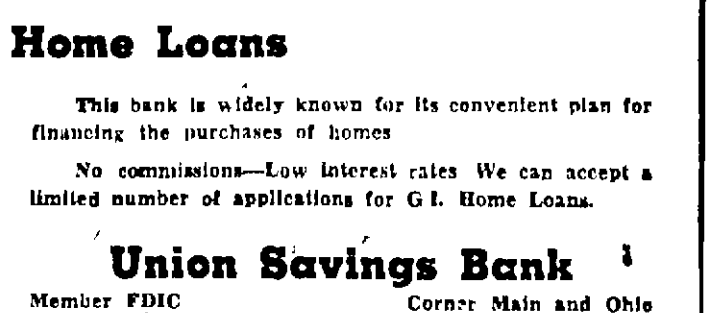 Home Loans
This bank is widely known for its convenient plan for
financing the purchases of homes
No commissions—Low interest rates We can accept a
limited number of applications for G I. Home Loans.
Union Savings Bank
Member FDIC Corner Main and Ohio